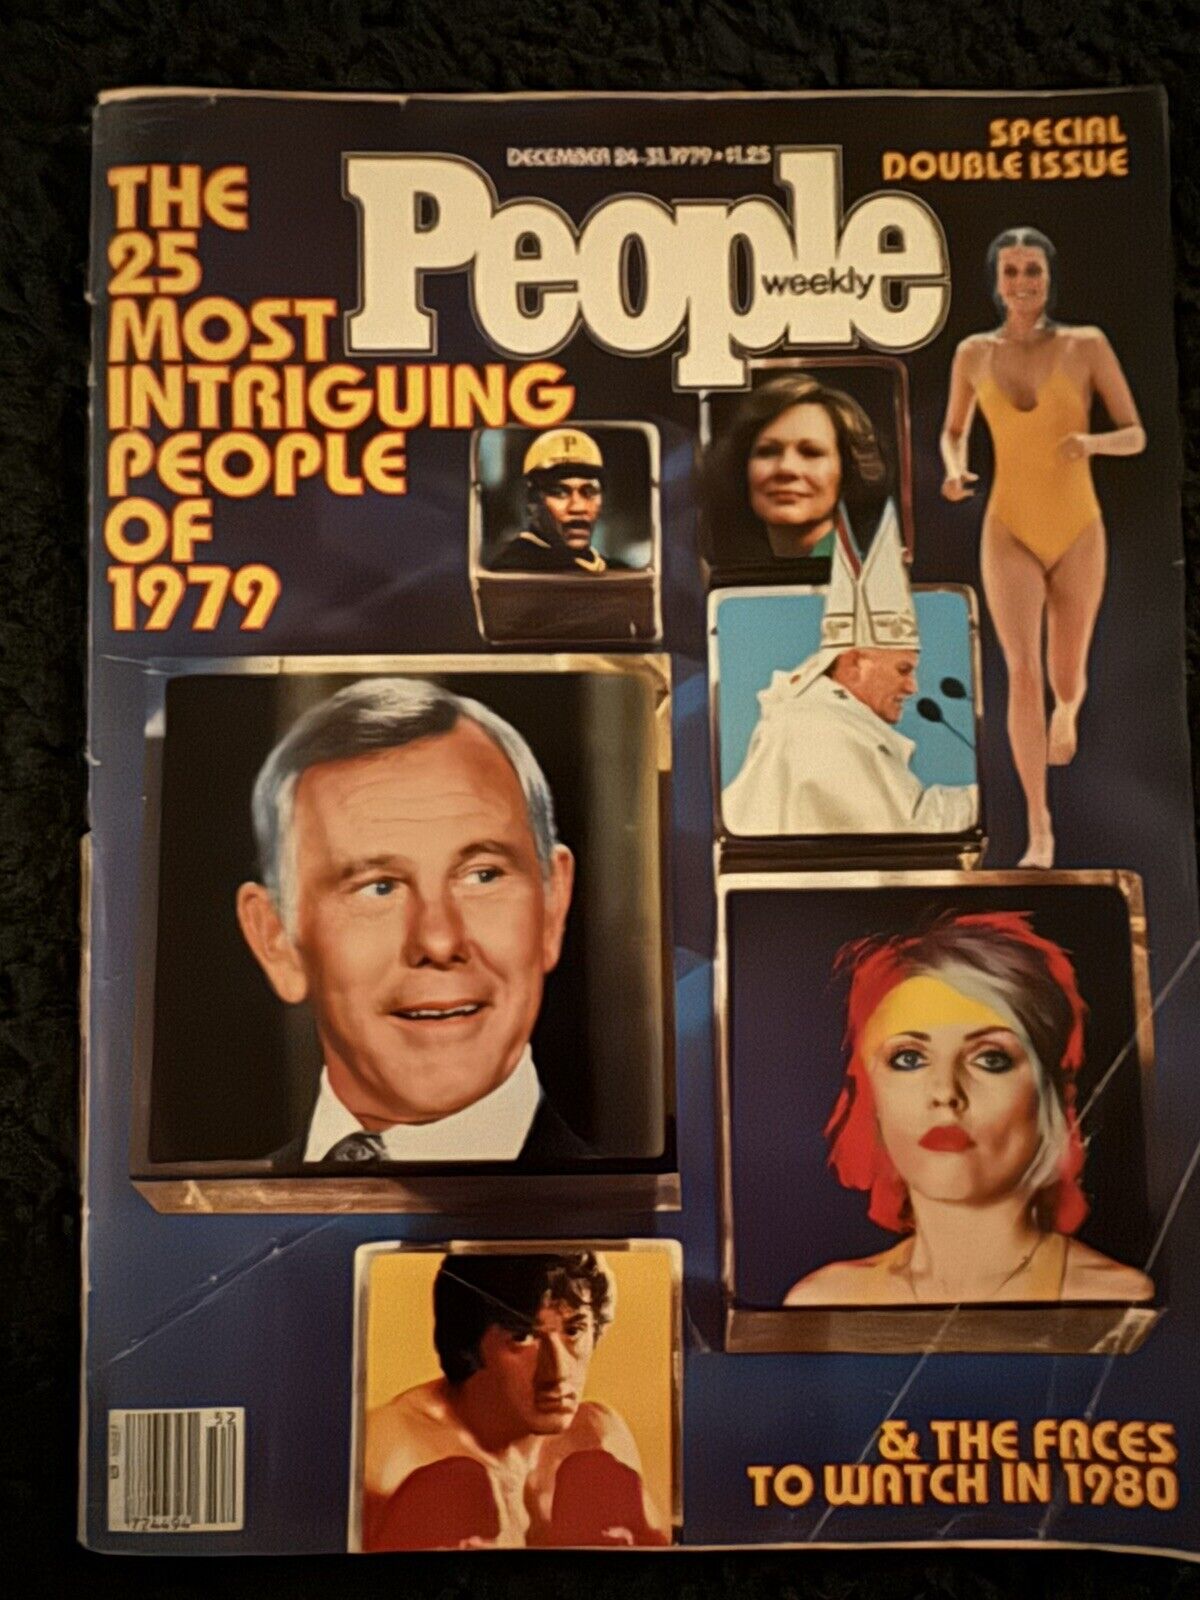 SPECIAL
DOUBLE ISSUE
DECEMBER 24-31, 1979 • $1.25
People
weekly
THE
25
MOST
INTRIGUING
PEOPLE
OF
1979
P
52
& THE FACES
TO WATCH IN 1980